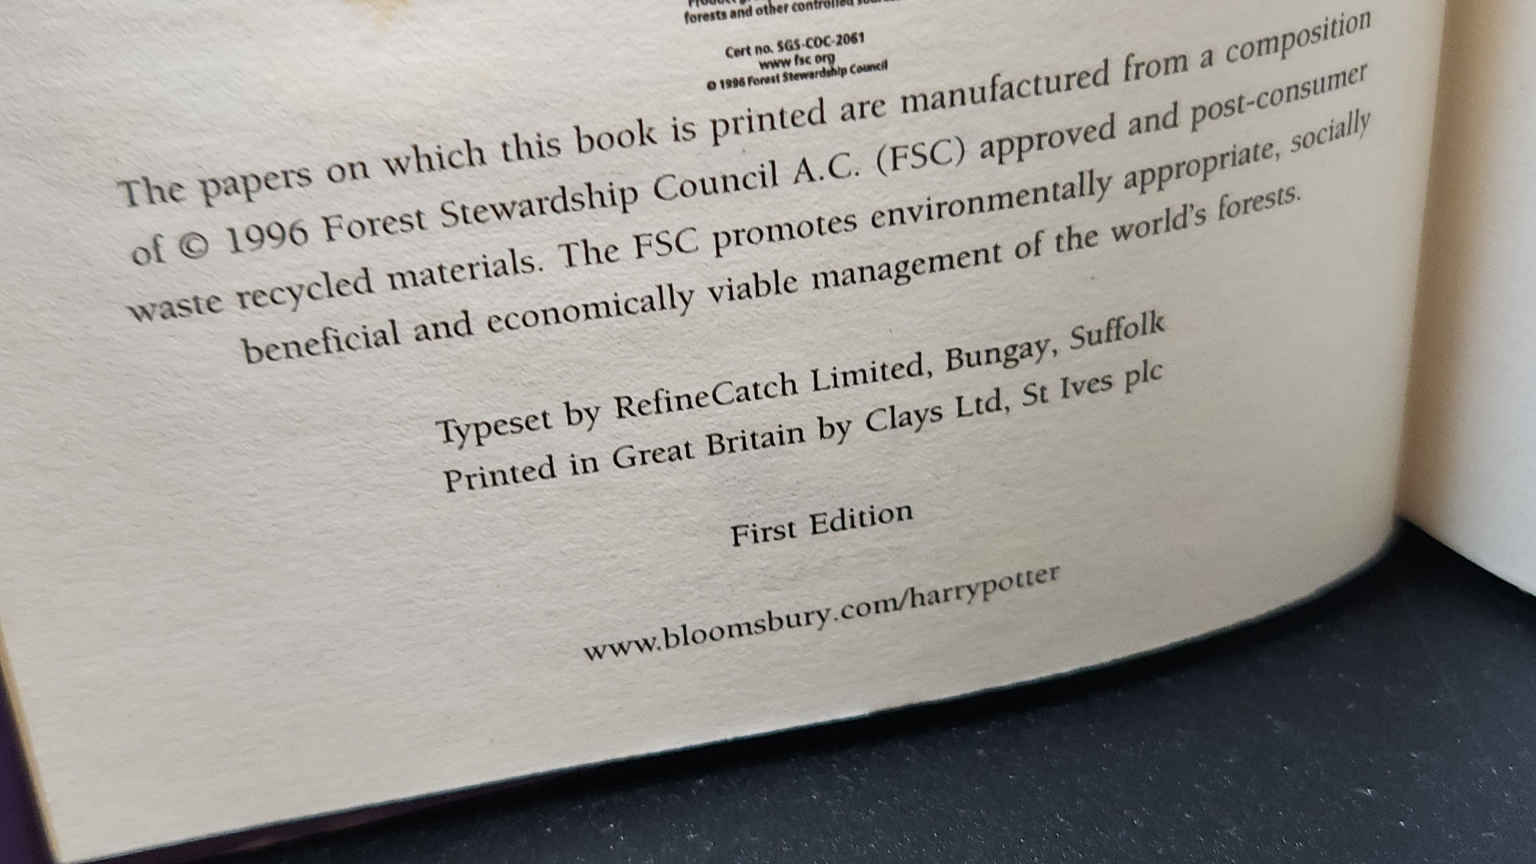 forests and other controlled
Cert no. SGS-COC-2061
www fsc org
© 1996 Forest Stewardship Council
The papers on which this book is printed are manufactured from a composition
of © 1996 Forest Stewardship Council A.C. (FSC) approved and post-consumer
waste recycled materials. The FSC promotes environmentally appropriate, socially
beneficial and economically viable management of the world's forests.
Typeset by RefineCatch Limited, Bungay, Suffolk
Printed in Great Britain by Clays Ltd, St Ives plc
First Edition
www.bloomsbury.com/harrypotter